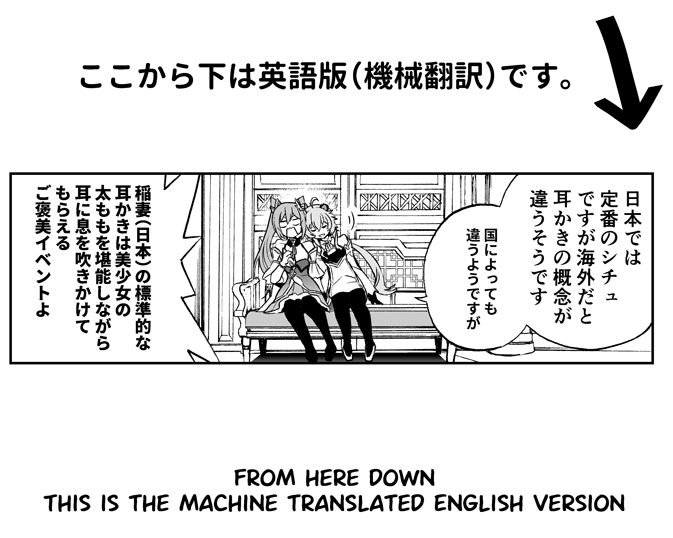 ここから下は英語版(機械翻訳)です。
日本では
定番のシチュ
ですが海外だと
耳かきの概念が
違うそうです
国によっても
違うようですが
稲妻(日本)の標準的な
耳かきは美少女の
太ももを堪能しながら
耳に息を吹きかけて
もらえる
ご褒美イベントよ
FROM HERE DOWN
THIS IS THE MACHINE TRANSLATED ENGLISH VERSION